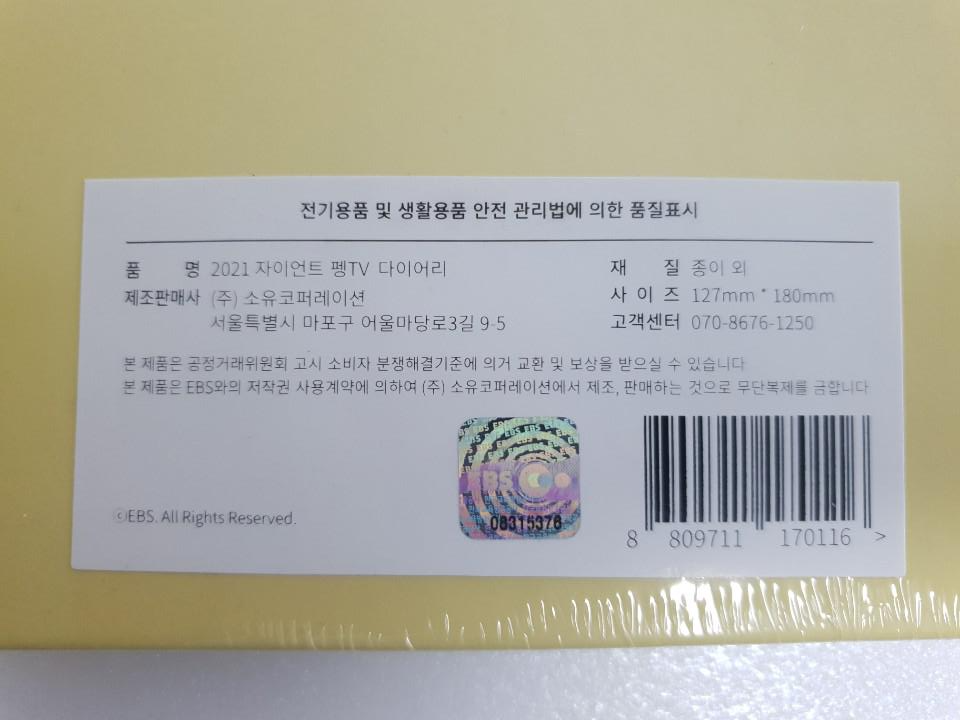 전기용품 및 생활용품 안전 관리법에 의한 품질표시
품 명 2021 자이언트 펭TV 다이어리
재 질 종이 외
제조판매사 (주) 소유코퍼레이션
사 이 즈 127mm * 180mm
서울특별시 마포구 어울마당로3길 9-5
고객센터 070-8676-1250
본 제품은 공정거래위원회 고시 소비자 분쟁해결기준에 의거 교환 및 보상을 받으실 수 있습니다
본 제품은 EBS와의 저작권 사용계약에 의하여 (주) 소유코퍼레이션에서 제조, 판매하는 것으로 무단복제를 금합니다
EBS
08315376
ⓒEBS. All Rights Reserved.
8 809711 170116 >